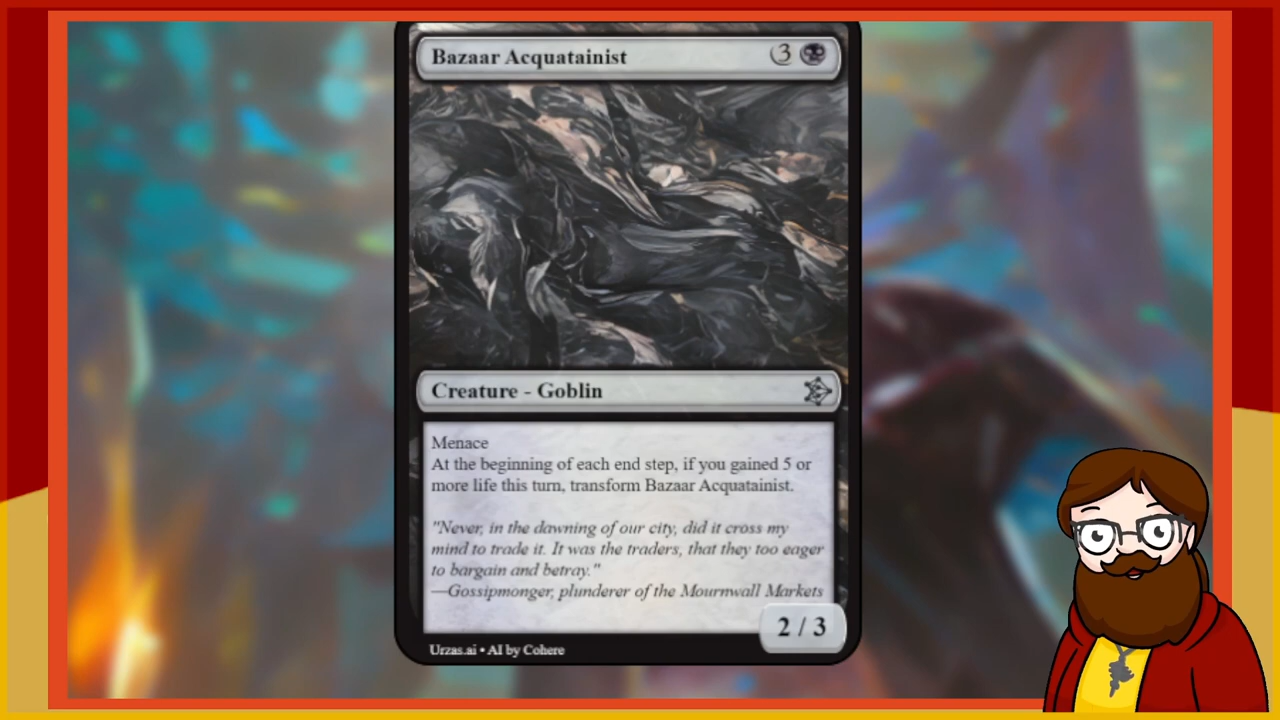 Bazaar Acquatainist 3
Creature - Goblin
Menace
At the beginning of each end step, if you gained 5 or
more life this turn, transform Bazaar Acquatainist.
"Never, in the dawning of our city, did it cross my
mind to trade it. It was the traders, that they too eager
to bargain and betray."
—Gossipmonger, plunderer of the Mournwall Markets
2 / 3
Urzas.ai • AI by Cohere